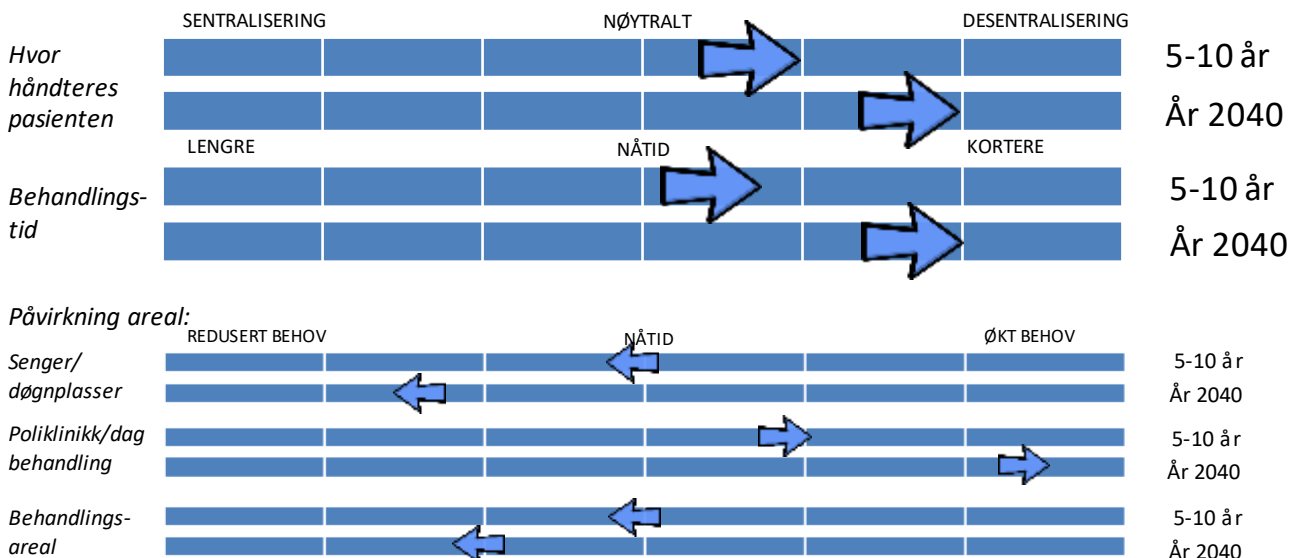 SENTRALISERING NØYTRALT DESENTRALISERING
Hvor
håndteres
pasienten
5-10 år
År 2040
LENGRE NÅTID KORTERE
Behandlings-
tid
5-10 år
År 2040
Påvirkning areal:
REDUSERT BEHOV NÅTID ØKT BEHOV
Senger/
døgnplasser
5-10 år
År 2040
Poliklinikk/dag
behandling
5-10 år
År 2040
Behandlings-
areal
5-10 år
År 2040